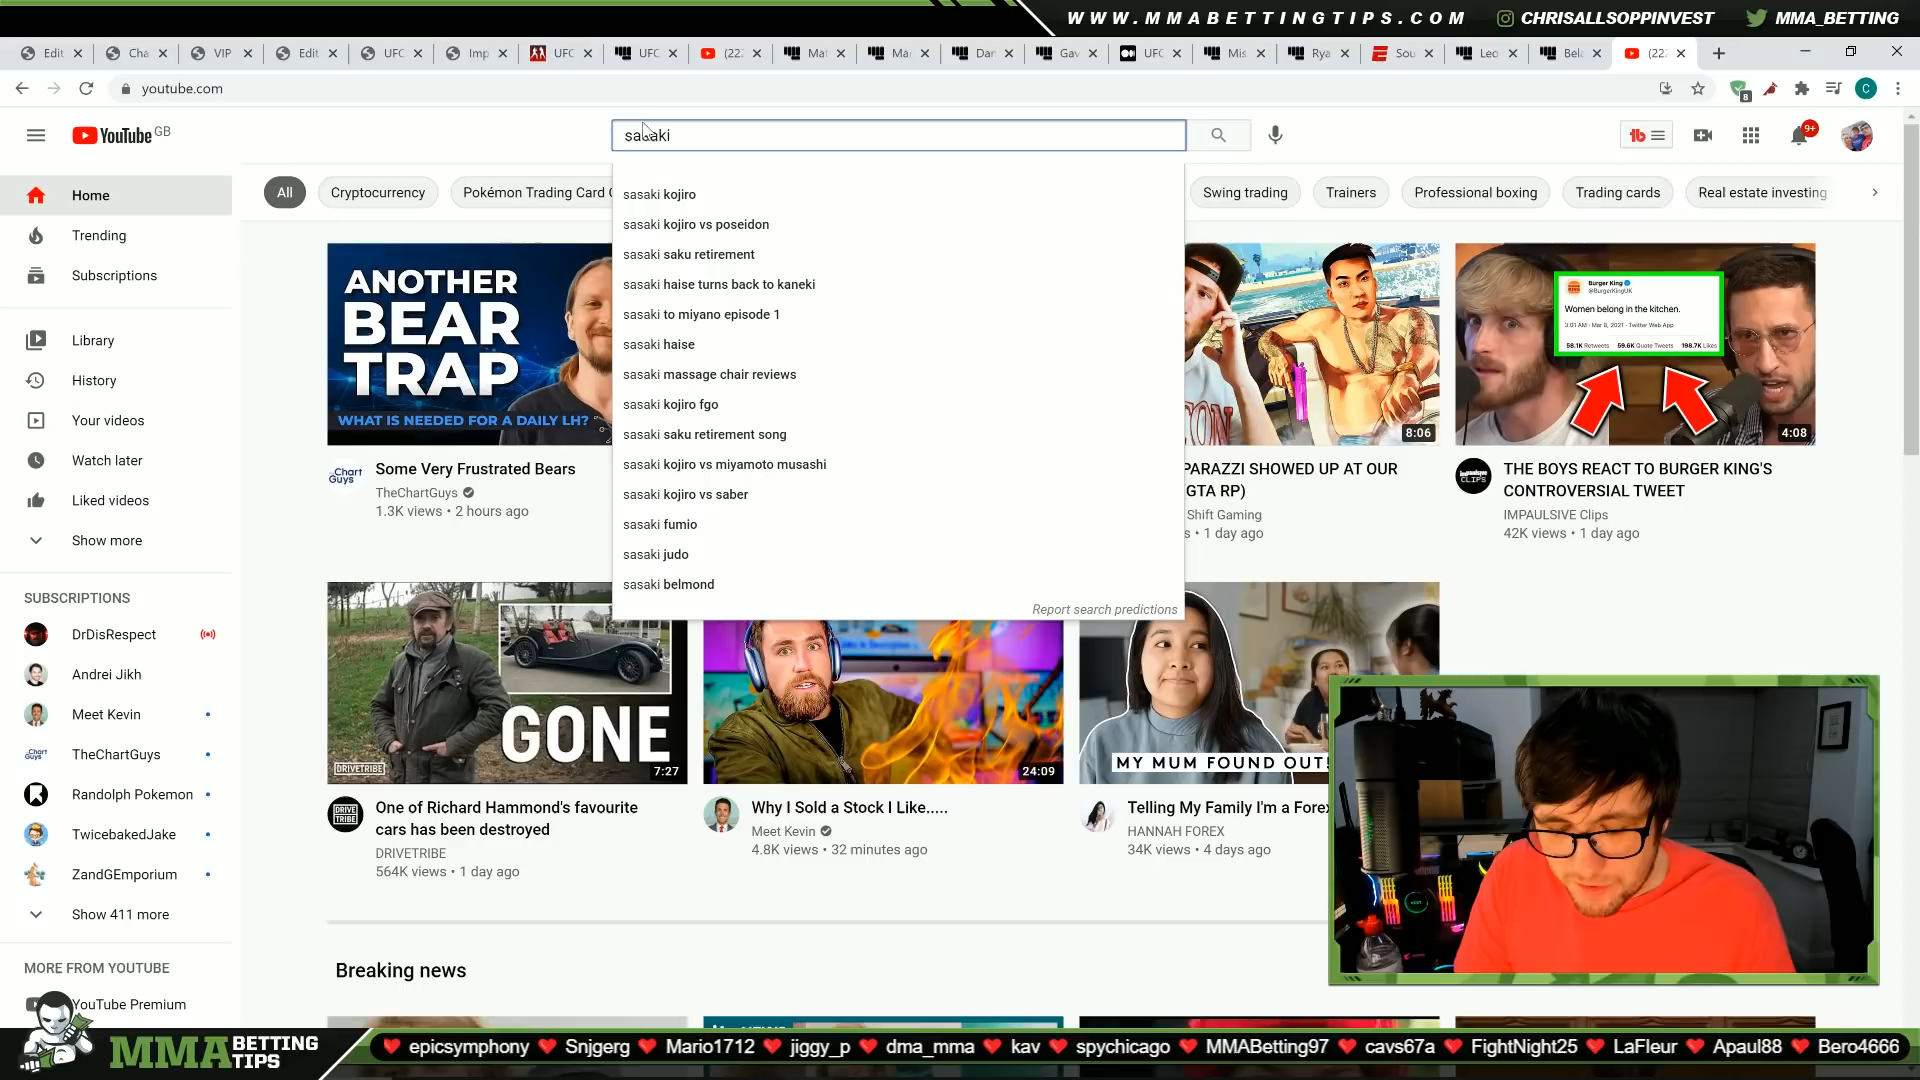 WWW.MMABETTINGTIPS.COM
CHRISALLSOPPINVEST
MMA_BETTING
Edit
Cha
VIP
Edit
UFC
Imp
UFC
UFC
(22
Mat
Ma
Dan
Gav
UFC
Mis
Rya
Sou
Leo
Bel
(22
youtube.com
8
C
YouTube GB
sasaki
9+
Home
Trending
Subscriptions
Library
History
Your videos
Watch later
Liked videos
Show more
SUBSCRIPTIONS
DrDisRespect
Andrei Jikh
Meet Kevin
TheChartGuys
Randolph Pokemon
TwicebakedJake
ZandGEmporium
Show 411 more
MORE FROM YOUTUBE
YouTube Premium
All
Cryptocurrency
Pokémon Trading Card
Swing trading
Trainers
Professional boxing
Trading cards
Real estate investing
sasaki kojiro
sasaki kojiro vs poseidon
sasaki saku retirement
sasaki haise turns back to kaneki
sasaki to miyano episode 1
sasaki haise
sasaki massage chair reviews
sasaki kojiro fgo
sasaki saku retirement song
sasaki kojiro vs miyamoto musashi
sasaki kojiro vs saber
sasaki fumio
sasaki judo
sasaki belmond
Report search predictions
ANOTHER
BEAR
TRAP
WHAT IS NEEDED FOR A DAILY LH?
Chart
Guys
Some Very Frustrated Bears
TheChartGuys
1.3K views • 2 hours ago
8:06
PARAZZI SHOWED UP AT OUR
GTA RP)
Shift Gaming
s • 1 day ago
Burger King
@BurgerKingUK
Women belong in the kitchen.
3:01 AM · Mar 8, 2021 · Twitter Web App
58.1K Retweets 59.6K Quote Tweets 198.7K Likes
4:08
THE BOYS REACT TO BURGER KING'S
CONTROVERSIAL TWEET
IMPAULSIVE Clips
42K views • 1 day ago
GONE
DRIVETRIBE
7:27
DRIVE
TRIBE
One of Richard Hammond's favourite
cars has been destroyed
DRIVETRIBE
564K views • 1 day ago
24:09
Why I Sold a Stock I Like.....
Meet Kevin
4.8K views • 32 minutes ago
MY MUM FOUND OUT!
Telling My Family I'm a Forex
HANNAH FOREX
34K views • 4 days ago
Breaking news
MMA BETTING
TIPS
epicsymphony Snjgerg Mario1712 jiggy_p dma_mma kav spychicago MMABetting97 cavs67a FightNight25 LaFleur Apaul88 Bero4666